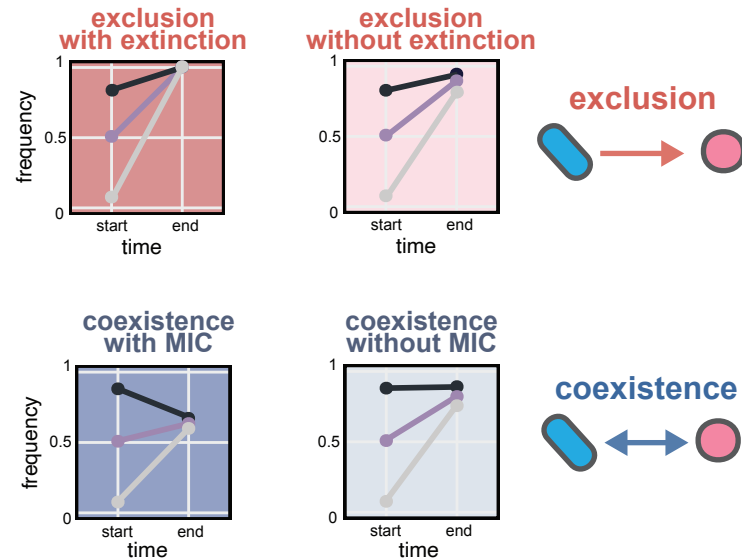 exclusion
with extinction
exclusion
without extinction
1
0.5
0
frequency
start
end
time
1
0.5
0
start
end
time
exclusion
coexistence
with MIC
coexistence
without MIC
1
0.5
0
frequency
start
end
time
1
0.5
0
start
end
time
coexistence